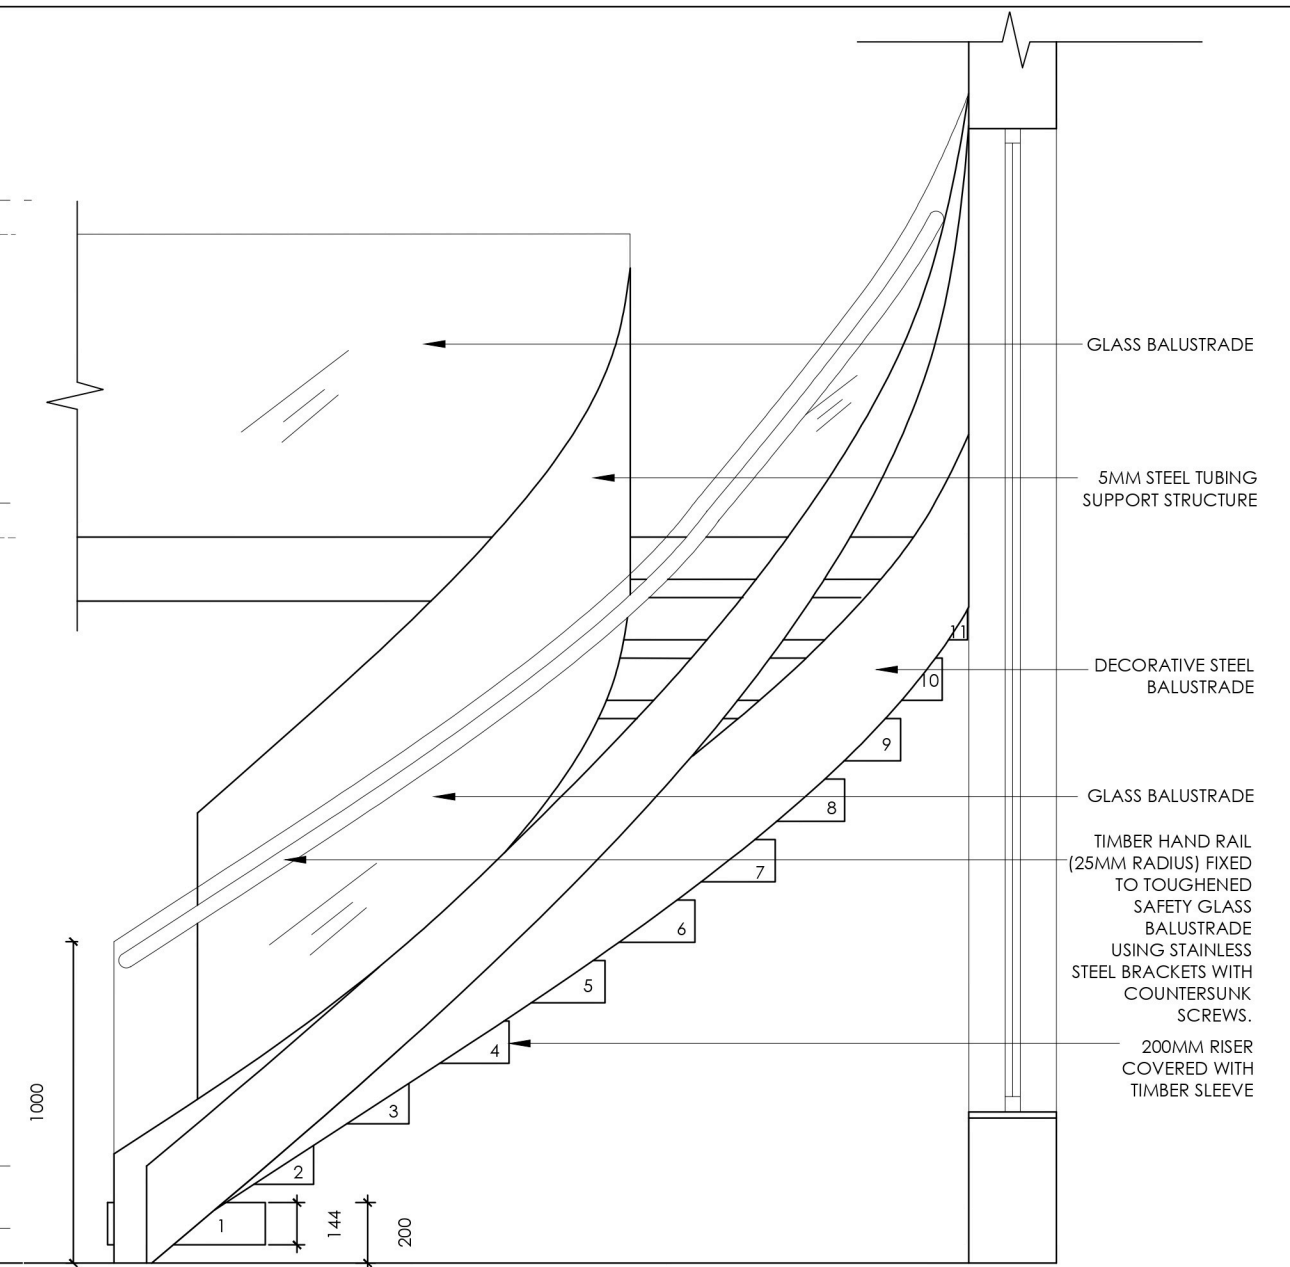 GLASS BALUSTRADE
5MM STEEL TUBING
SUPPORT STRUCTURE
11
DECORATIVE STEEL
BALUSTRADE
10
9
GLASS BALUSTRADE
8
TIMBER HAND RAIL
(25MM RADIUS) FIXED
TO TOUGHENED
SAFETY GLASS
BALUSTRADE
USING STAINLESS
STEEL BRACKETS WITH
COUNTERSUNK
SCREWS.
7
6
5
4
200MM RISER
COVERED WITH
TIMBER SLEEVE
3
1000
2
1
144
200